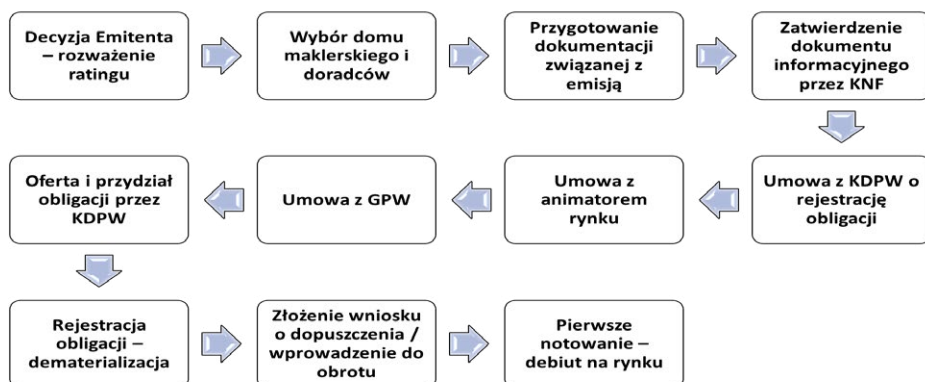 Decyzja Emitenta
– rozważenie
ratingu
Wybór domu
maklerskiego i
doradców
Przygotowanie
dokumentacji
związanej z
emisją
Zatwierdzenie
dokumentu
informacyjnego
przez KNF
Umowa z KDPW o
rejestrację
obligacji
Umowa z
animatorem
rynku
Umowa z GPW
Oferta i przydział
obligacji przez
KDPW
Rejestracja
obligacji –
dematerializacja
Złożenie wniosku
o dopuszczenia /
wprowadzenie do
obrotu
Pierwsze
notowanie –
debiut na rynku